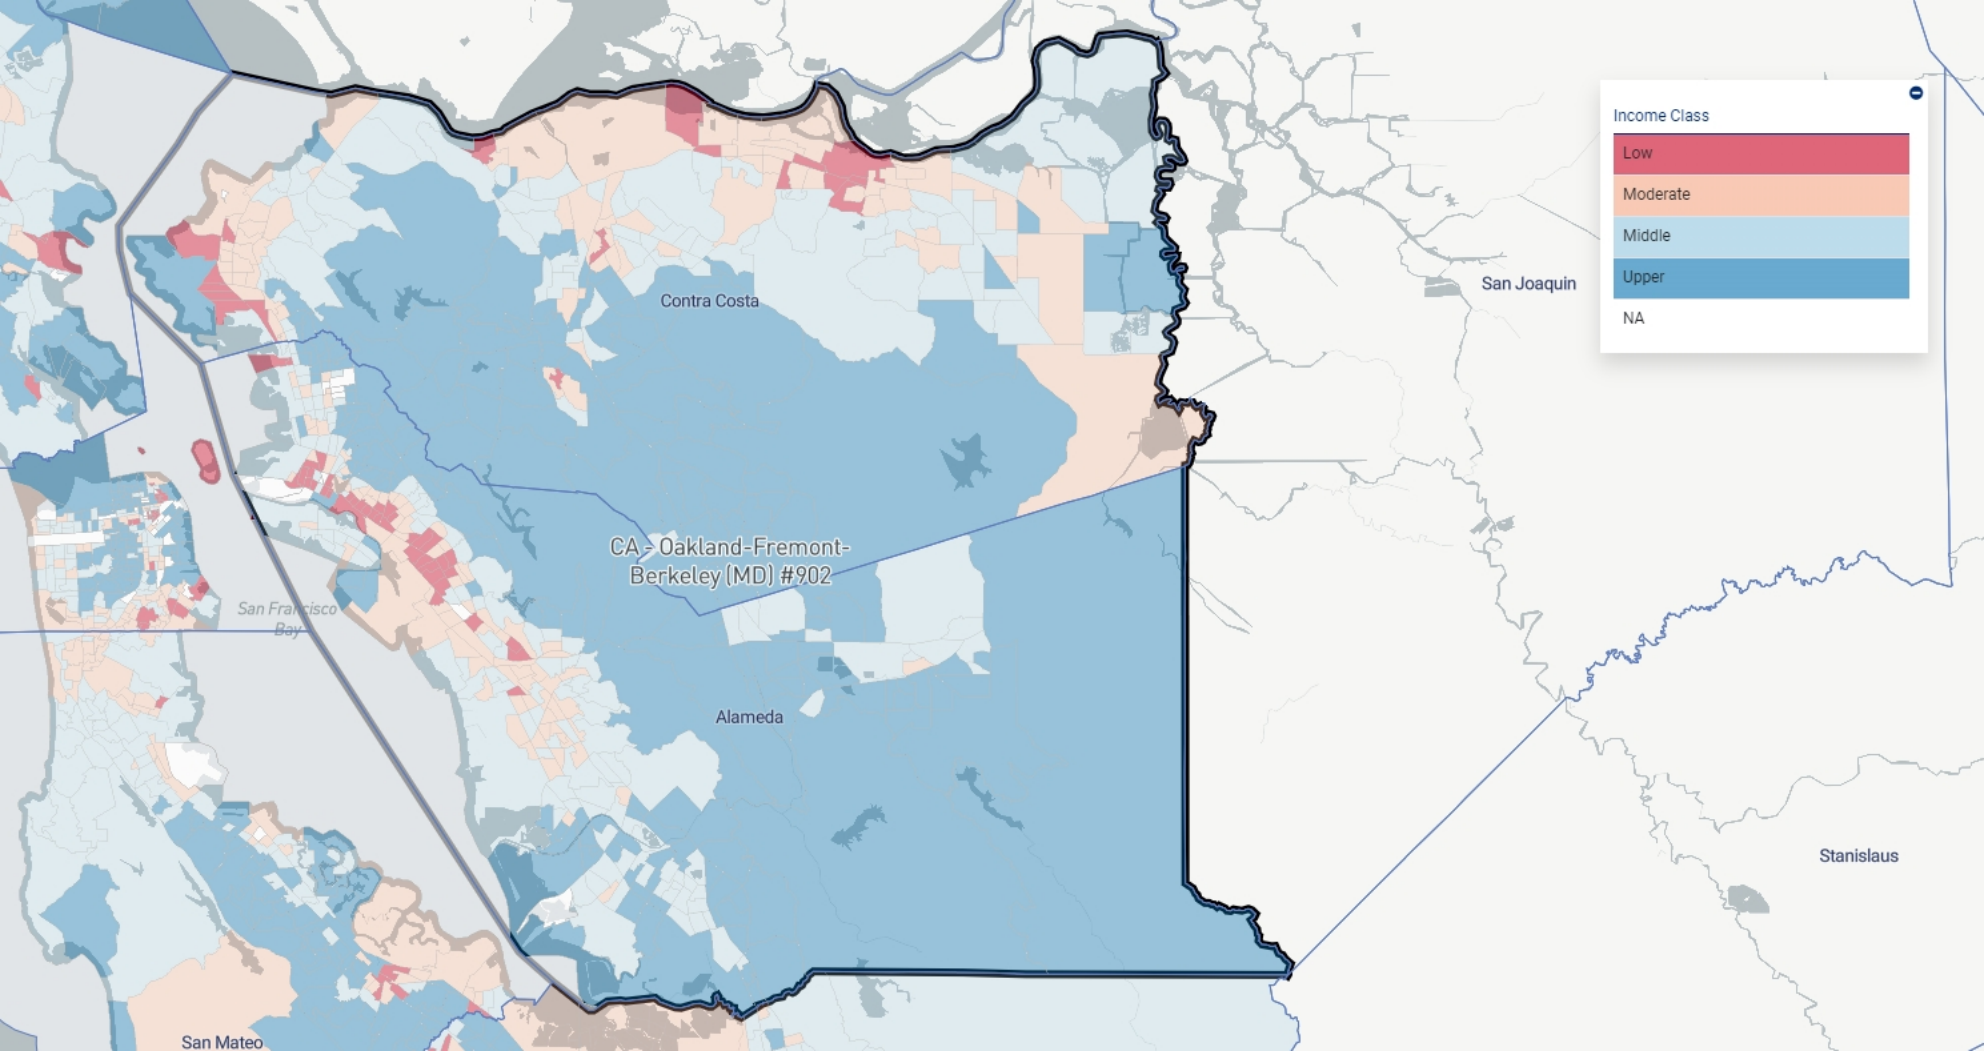 Income Class
Low
Moderate
Middle
Upper
NA
San Joaquin
Contra Costa
CA - Oakland-Fremont-
Berkeley (MD) #902
San Francisco
Bay
Alameda
Stanislaus
San Mateo